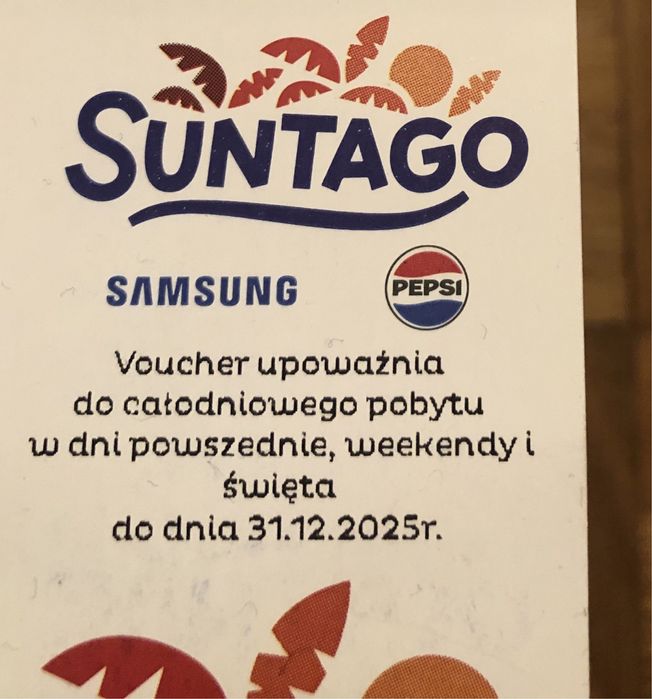 SUNTAGO
SAMSUNG
PEPSI
Voucher upoważnia
do całodniowego pobytu
w dni powszednie, weekendy i
święta
do dnia 31.12.2025r.